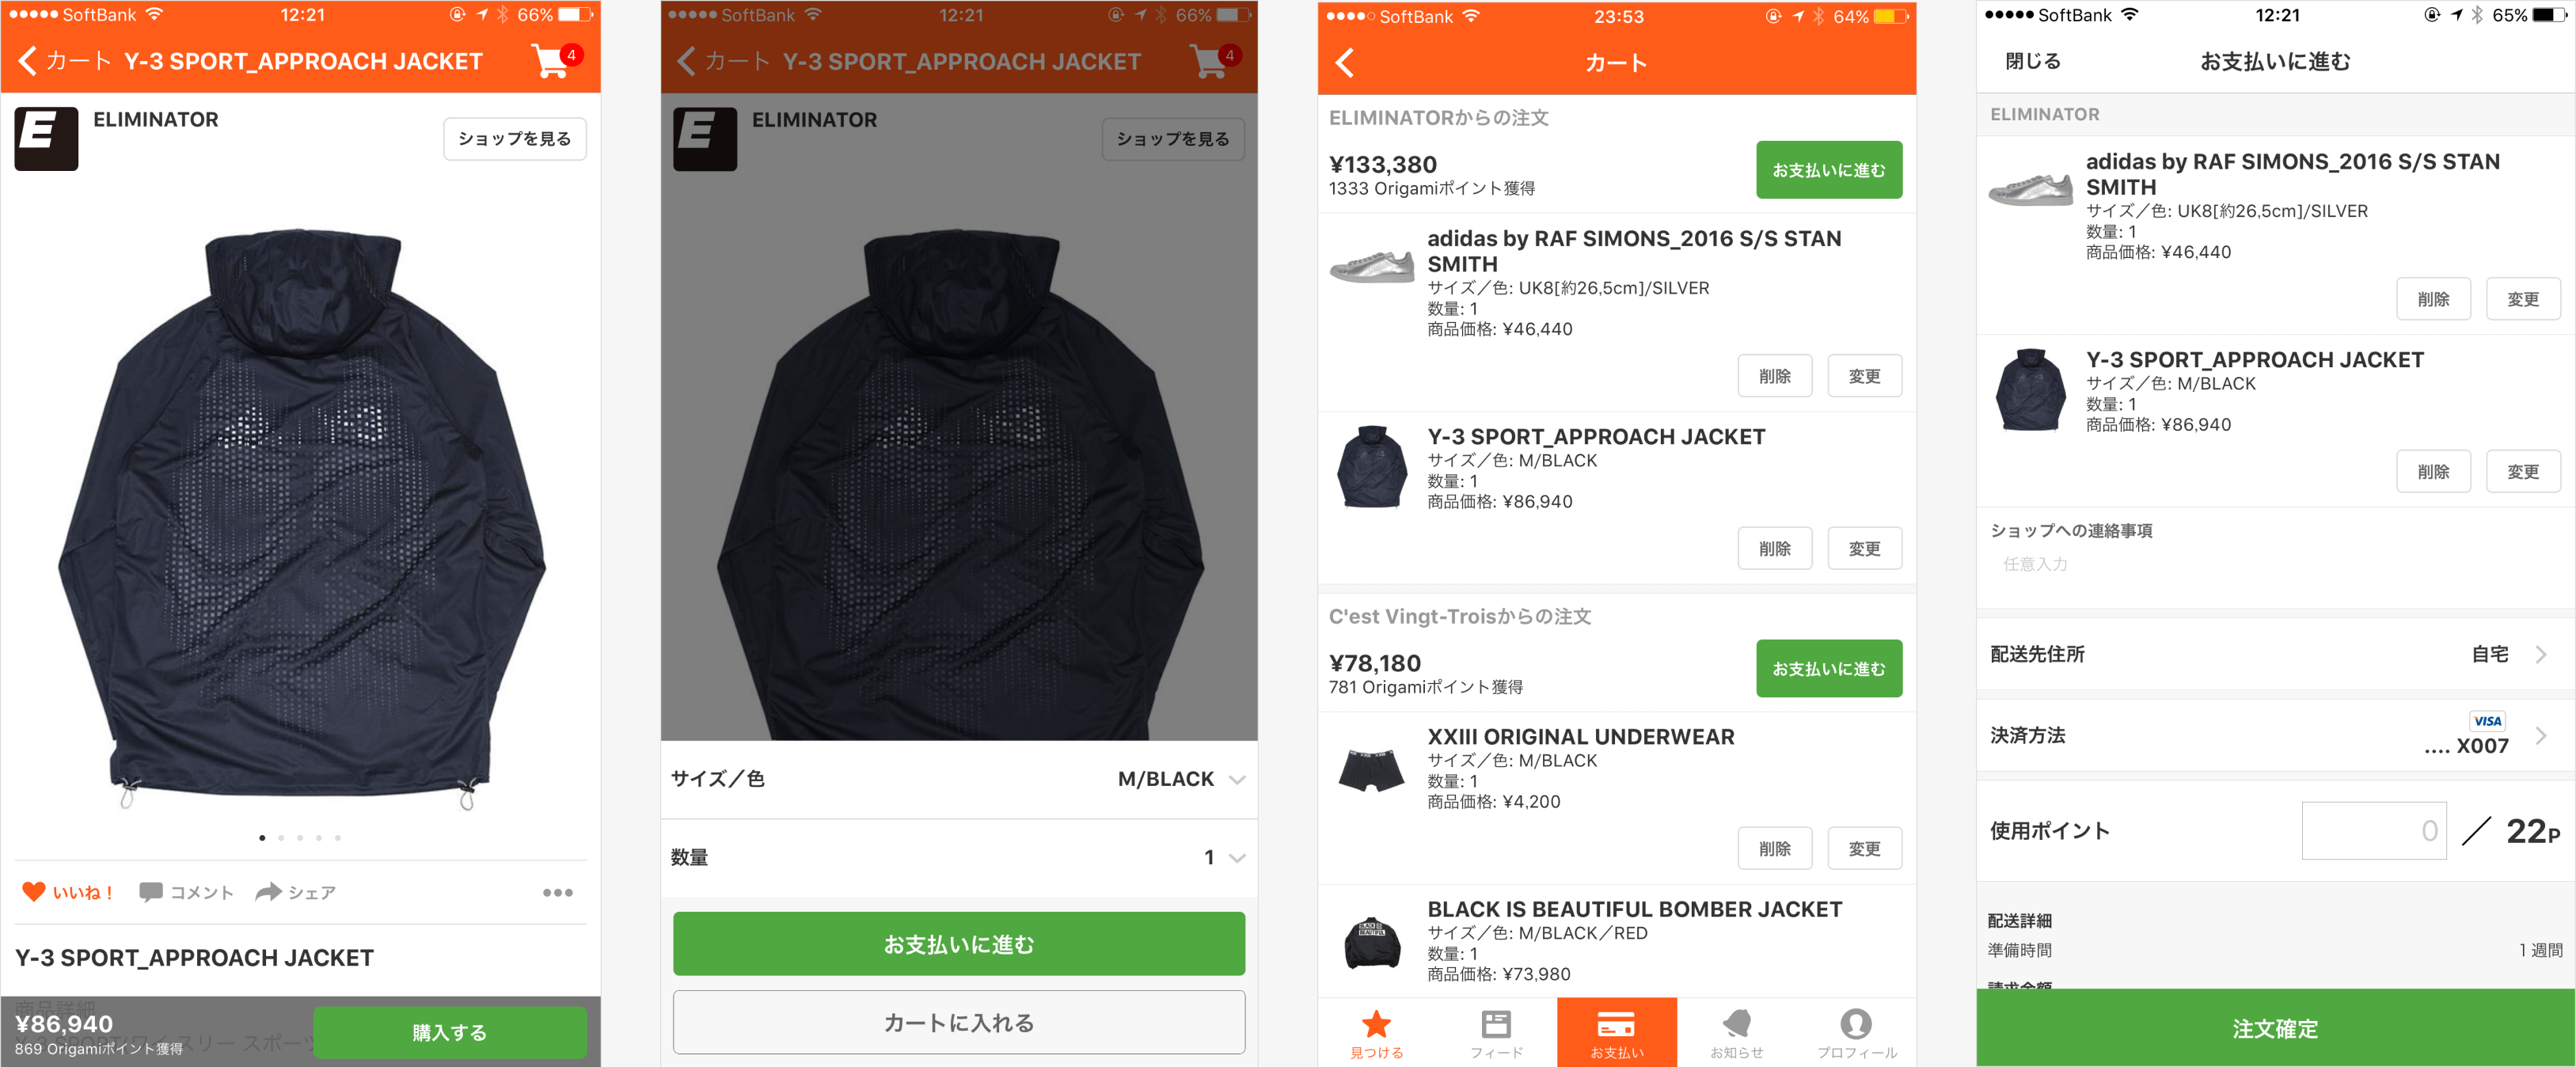 SoftBank 12:21 66%
カート Y-3 SPORT_APPROACH JACKET 4
E
ELIMINATOR
ショップを見る
いいね！ コメント シェア
Y-3 SPORT_APPROACH JACKET
商品詳細
¥86,940
869 Origamiポイント獲得
購入する
SoftBank 12:21 66%
カート Y-3 SPORT_APPROACH JACKET 4
E
ELIMINATOR
ショップを見る
サイズ／色 M/BLACK
数量 1
お支払いに進む
カートに入れる
SoftBank 23:53 64%
カート
ELIMINATORからの注文
¥133,380
1333 Origamiポイント獲得
お支払いに進む
adidas by RAF SIMONS_2016 S/S STAN
SMITH
サイズ／色: UK8[約26,5cm]/SILVER
数量: 1
商品価格: ¥46,440
削除 変更
Y-3 SPORT_APPROACH JACKET
サイズ／色: M/BLACK
数量: 1
商品価格: ¥86,940
削除 変更
C'est Vingt-Troisからの注文
¥78,180
781 Origamiポイント獲得
お支払いに進む
XXIII ORIGINAL UNDERWEAR
サイズ／色: M/BLACK
数量: 1
商品価格: ¥4,200
削除 変更
BLACK IS BEAUTIFUL BOMBER JACKET
サイズ／色: M/BLACK／RED
数量: 1
商品価格: ¥73,980
見つける フィード お支払い お知らせ プロフィール
SoftBank 12:21 65%
閉じる お支払いに進む
ELIMINATOR
adidas by RAF SIMONS_2016 S/S STAN
SMITH
サイズ／色: UK8[約26,5cm]/SILVER
数量: 1
商品価格: ¥46,440
削除 変更
Y-3 SPORT_APPROACH JACKET
サイズ／色: M/BLACK
数量: 1
商品価格: ¥86,940
削除 変更
ショップへの連絡事項
任意入力
配送先住所 自宅
決済方法 VISA
.... X007
使用ポイント 0 ／ 22P
配送詳細
準備時間 1 週間
請求金額
注文確定